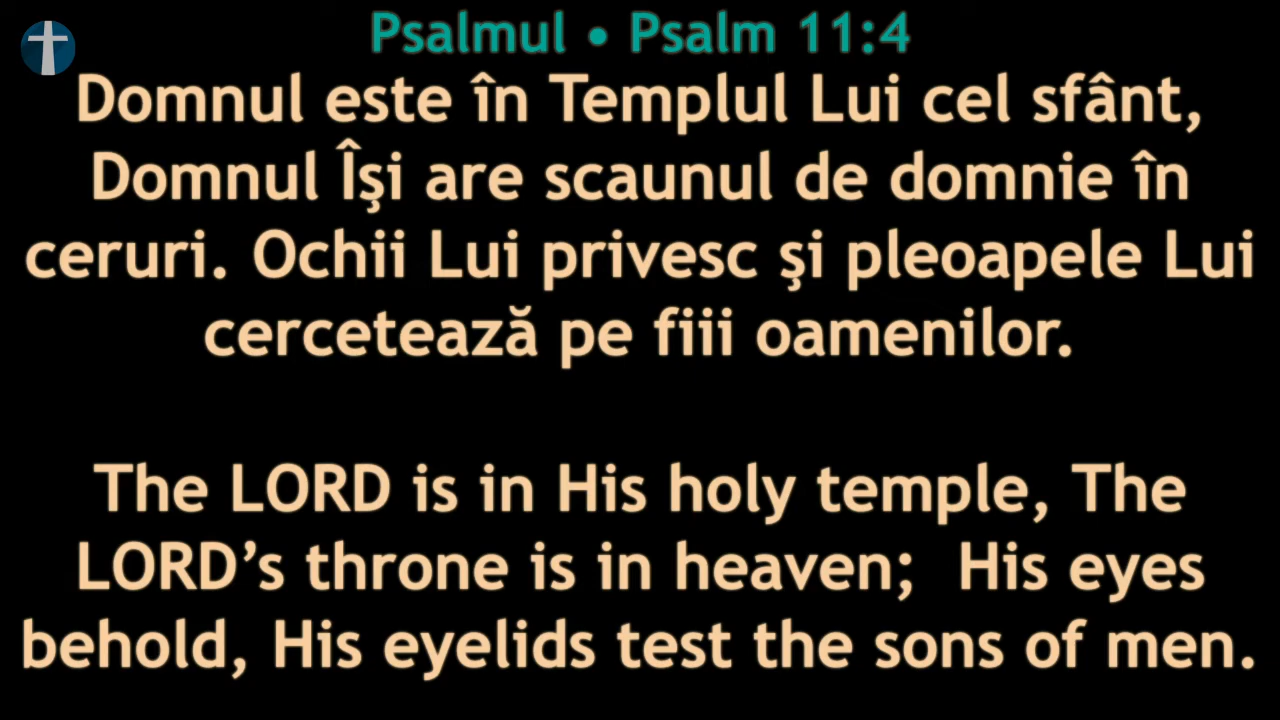 Psalmul • Psalm 11:4
Domnul este în Templul Lui cel sfânt,
Domnul Îşi are scaunul de domnie în
ceruri. Ochii Lui privesc şi pleoapele Lui
cercetează pe fiii oamenilor.
The LORD is in His holy temple, The
LORD’s throne is in heaven;  His eyes
behold, His eyelids test the sons of men.